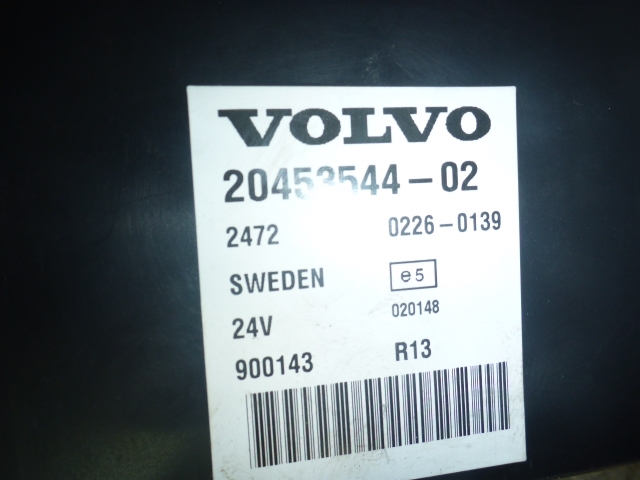 VOLVO
20453544-02
2472 0226-0139
SWEDEN e5
24V 020148
900143 R13